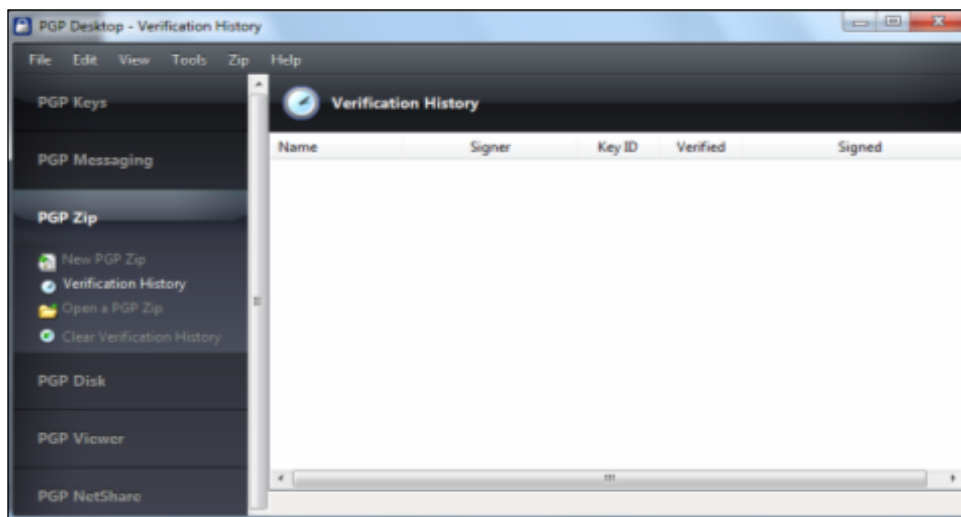 PGP Desktop - Verification History
File Edit View Tools Zip Help
PGP Keys
PGP Messaging
PGP Zip
New PGP Zip
Verification History
Open a PGP Zip
Clear Verification History
PGP Disk
PGP Viewer
PGP NetShare
Verification History
Name Signer Key ID Verified Signed